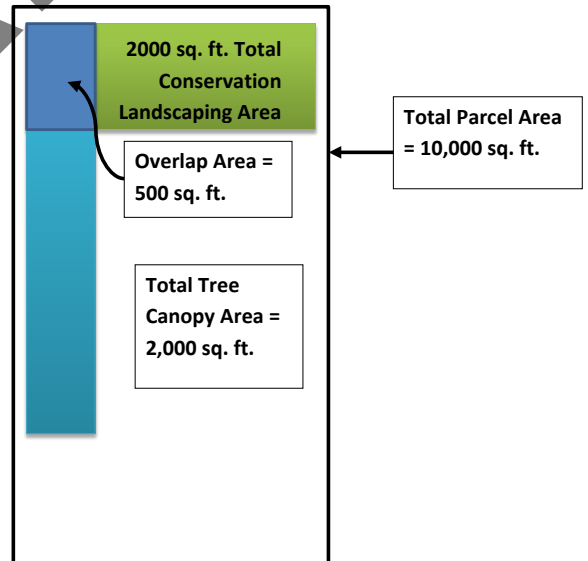 2000 sq. ft. Total
Conservation
Landscaping Area
Total Parcel Area
= 10,000 sq. ft.
Overlap Area =
500 sq. ft.
Total Tree
Canopy Area =
2,000 sq. ft.